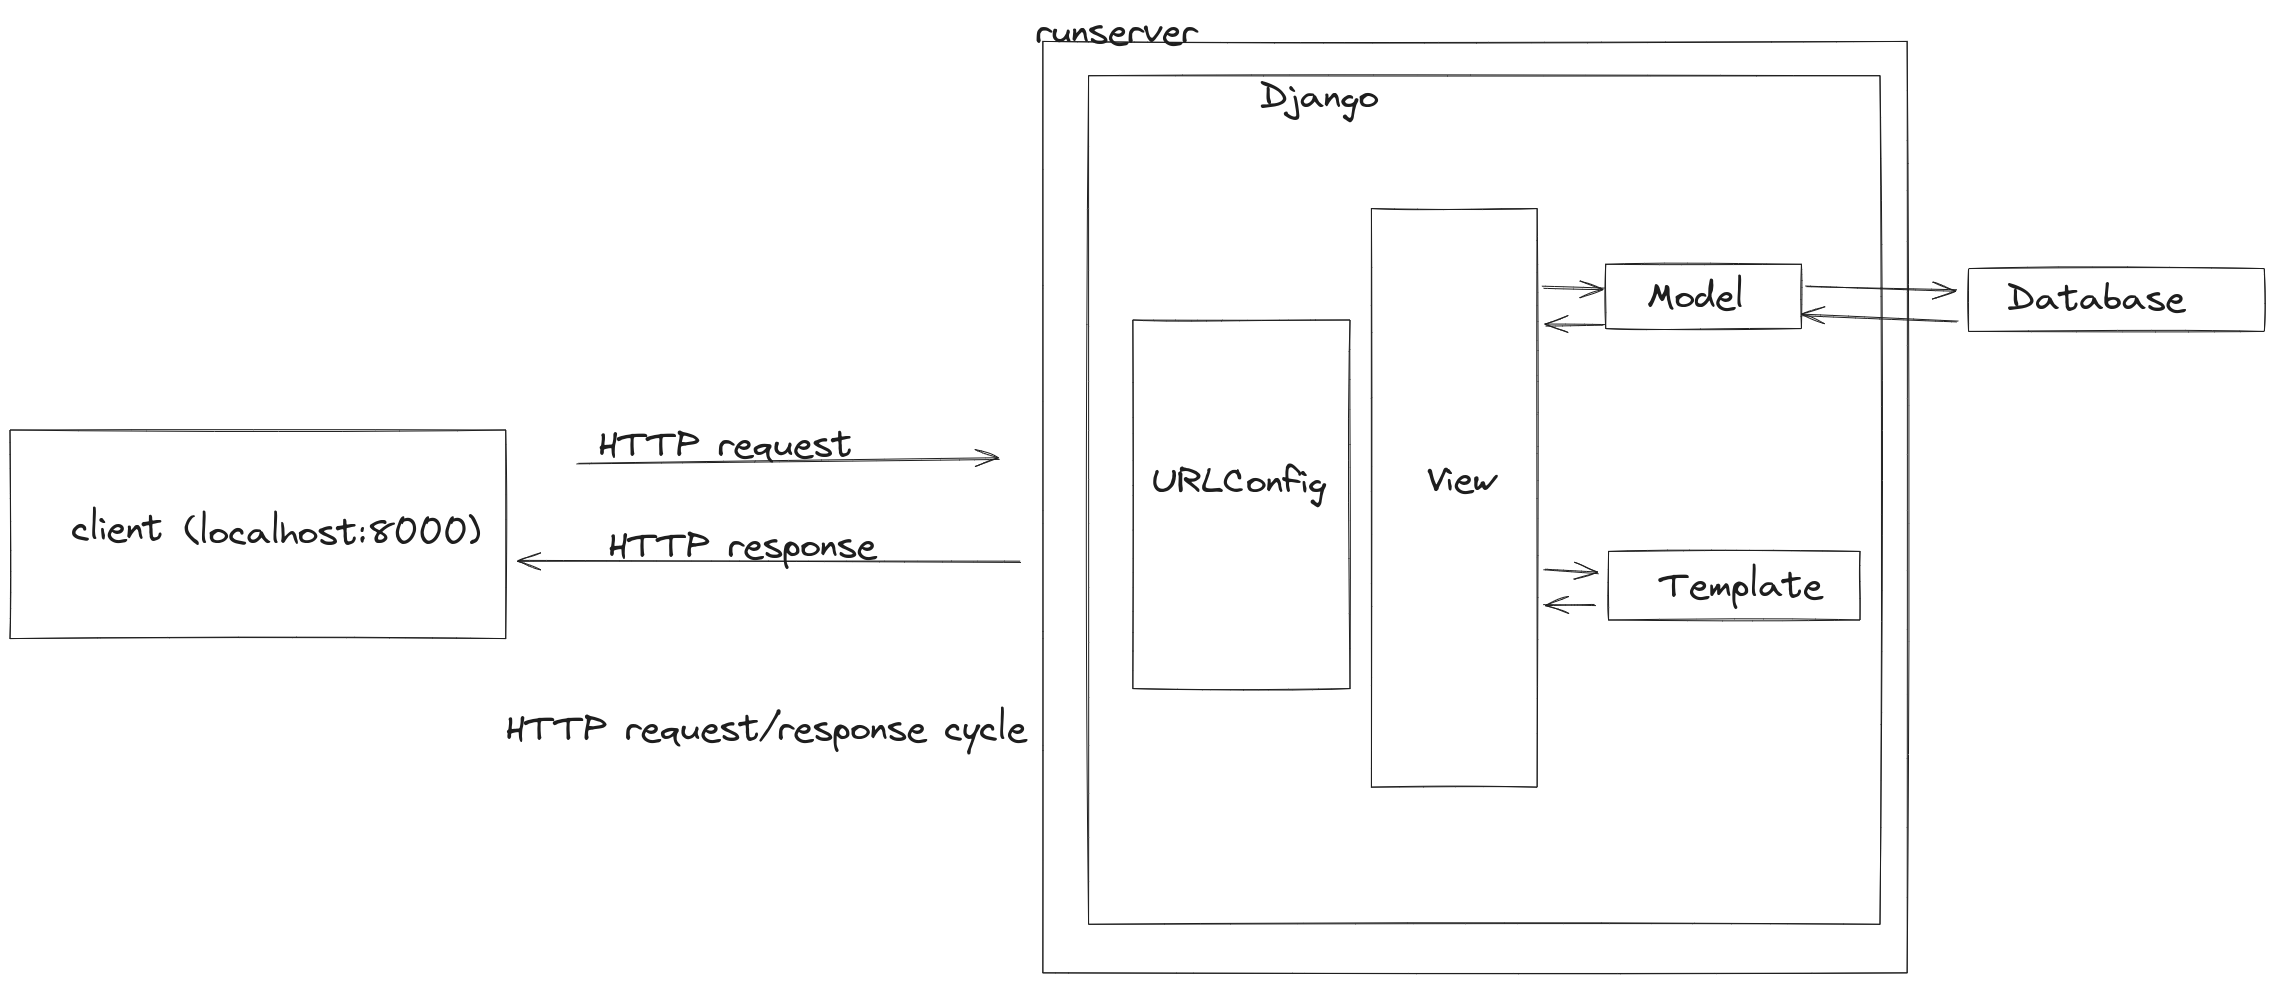 runserver
Django
Model
Database
HTTP request
URLConfig
View
client (localhost:8000)
HTTP response
Template
HTTP request/response cycle